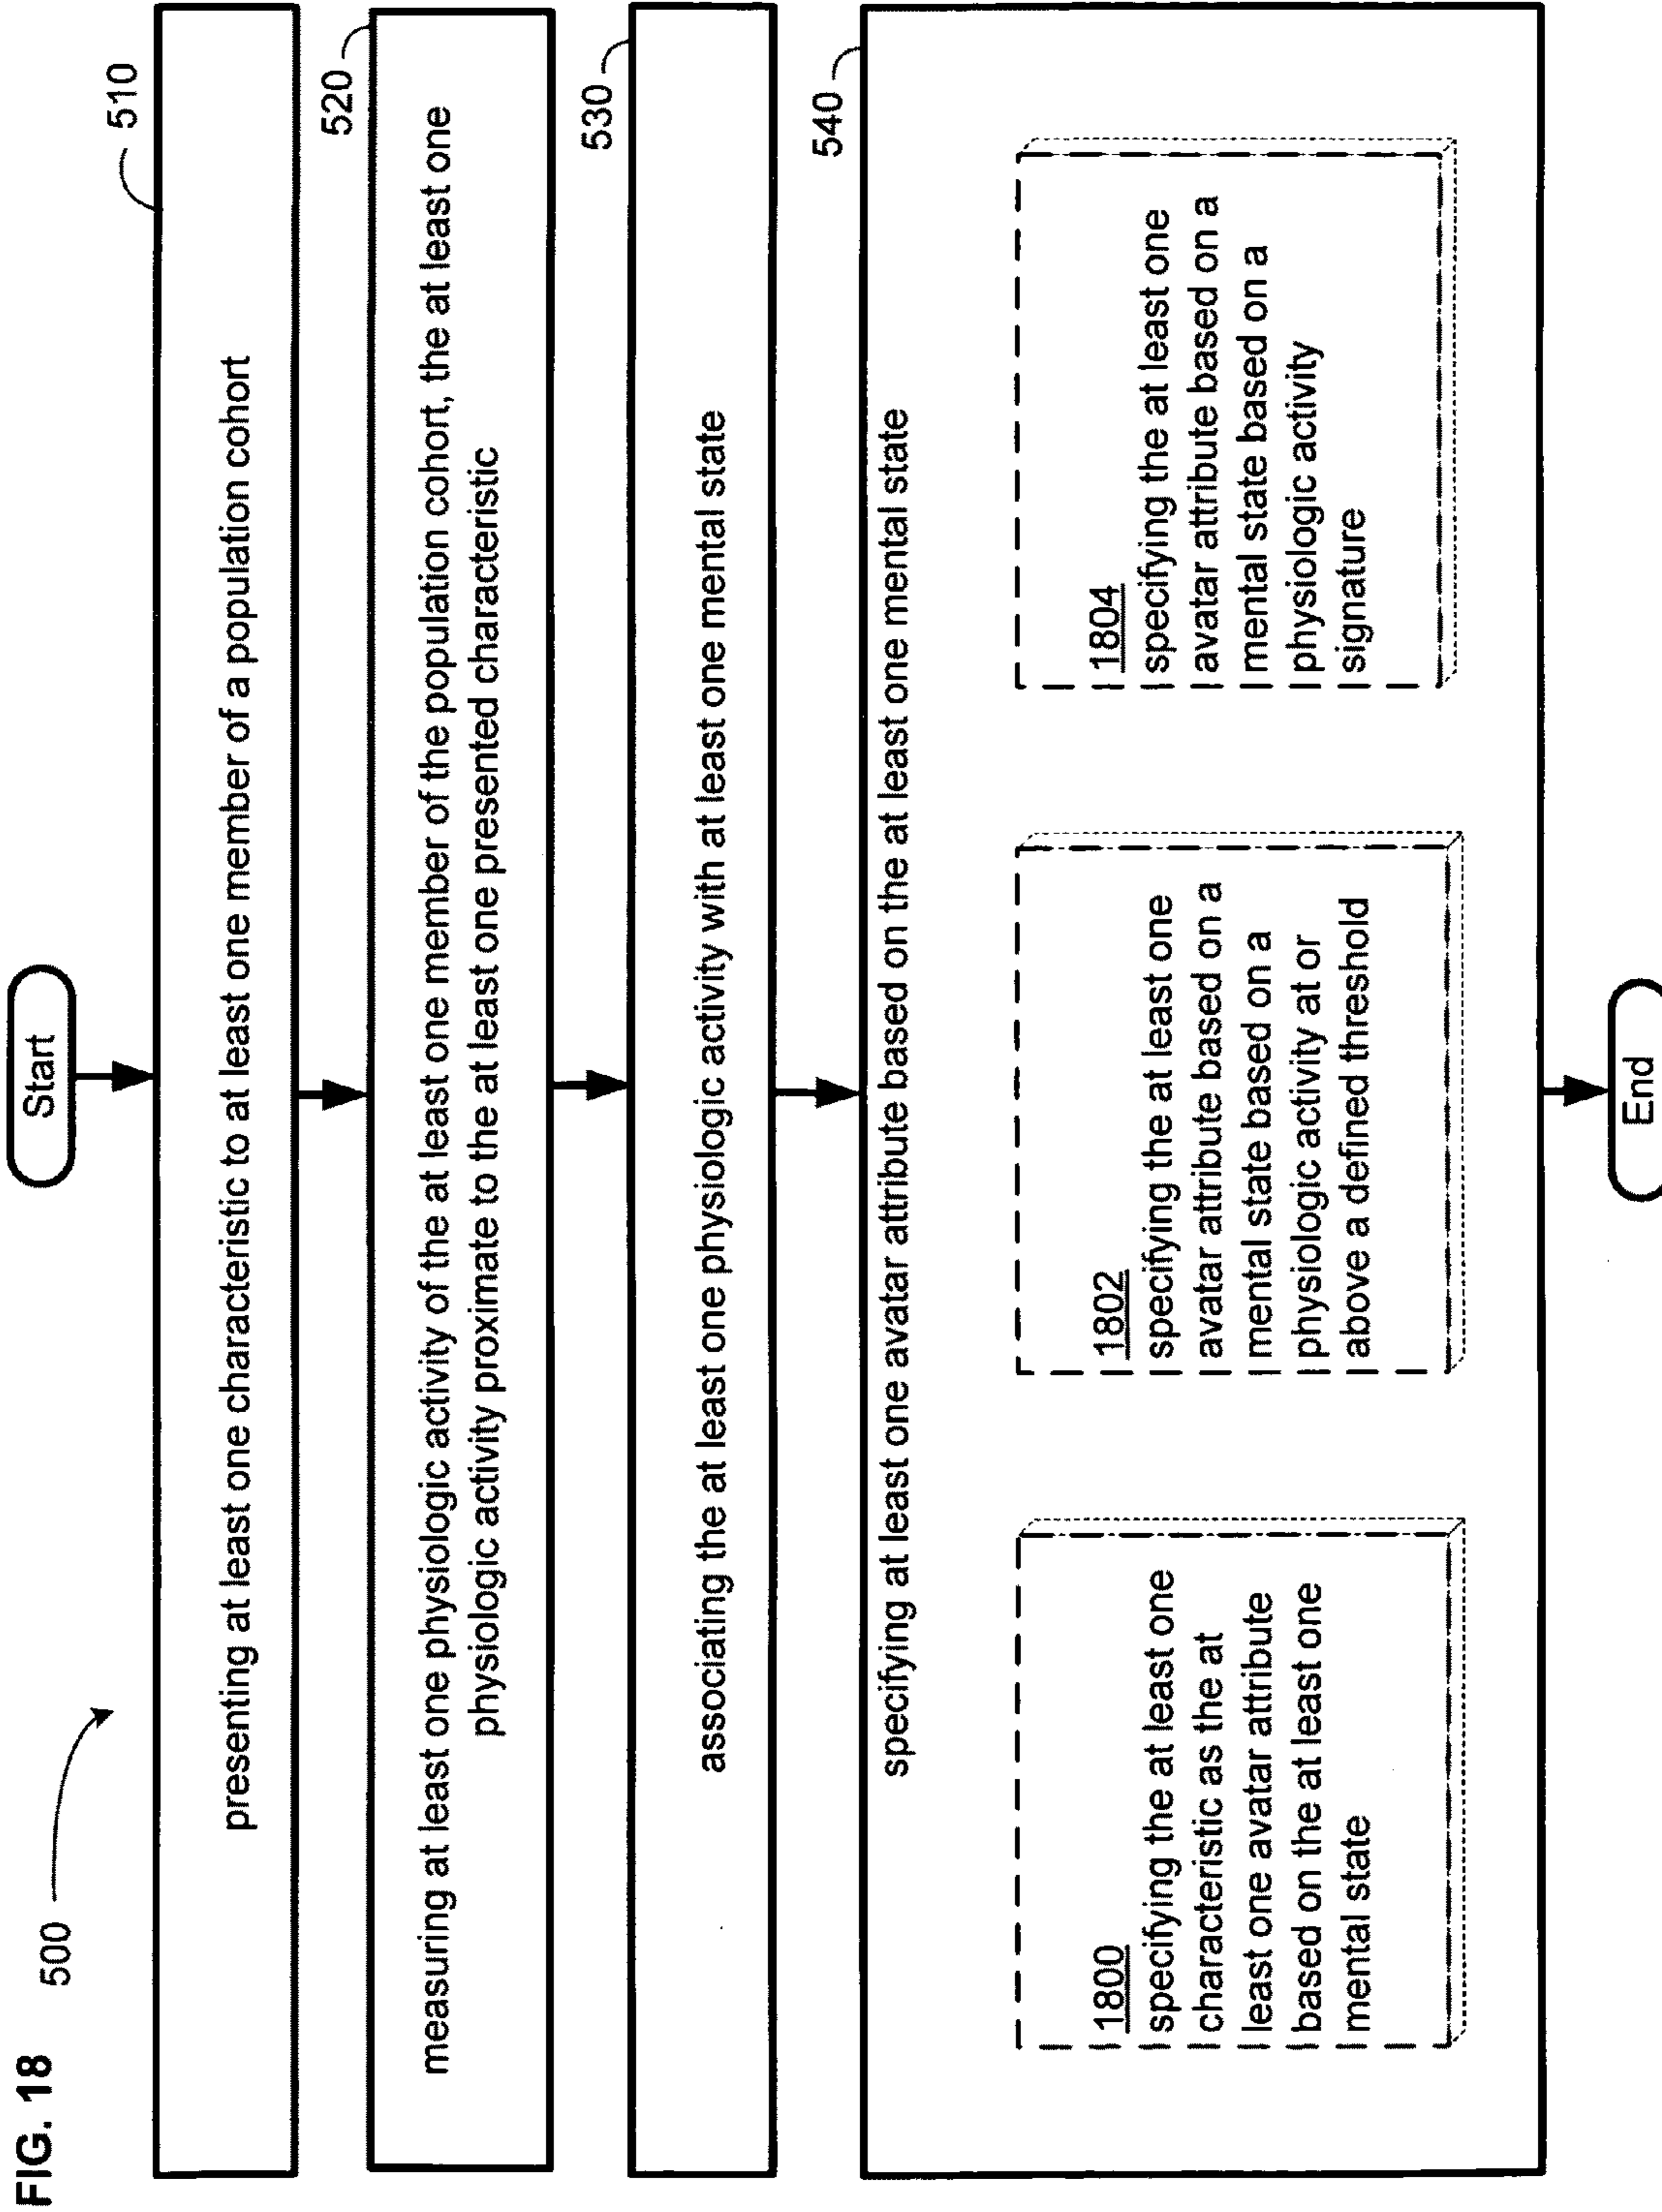 FIG. 18
500
Start
510
presenting at least one characteristic to at least one member of a population cohort
520
measuring at least one physiologic activity of the at least one member of the population cohort, the at least one
physiologic activity proximate to the at least one presented characteristic
530
associating the at least one physiologic activity with at least one mental state
540
specifying at least one avatar attribute based on the at least one mental state
1800
specifying the at least one
characteristic as the at
least one avatar attribute
based on the at least one
mental state
1802
specifying the at least one
avatar attribute based on a
mental state based on a
physiologic activity at or
above a defined threshold
1804
specifying the at least one
avatar attribute based on a
mental state based on a
physiologic activity
signature
End